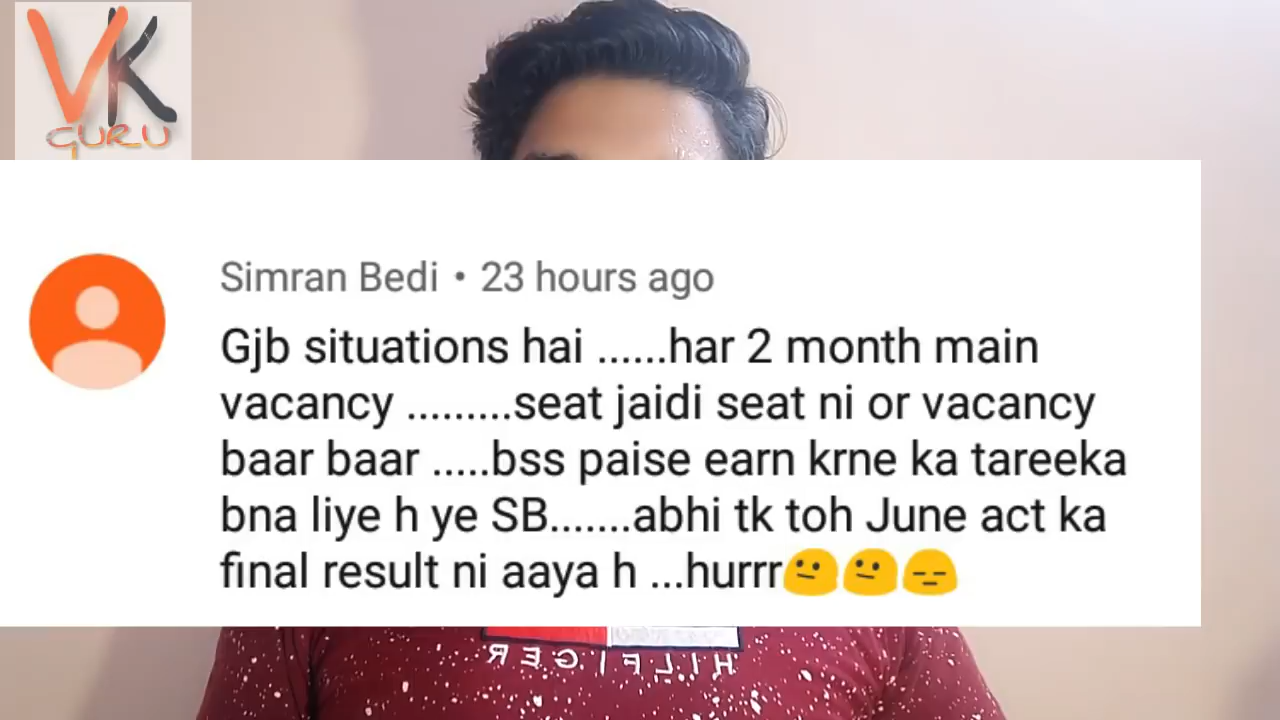 VK
GURU
Simran Bedi • 23 hours ago
Gjb situations hai ......har 2 month main
vacancy .........seat jaidi seat ni or vacancy
baar baar .....bss paise earn krne ka tareeka
bna liye h ye SB.......abhi tk toh June act ka
final result ni aaya h ...hurrr😐😐😑
HILFIGER